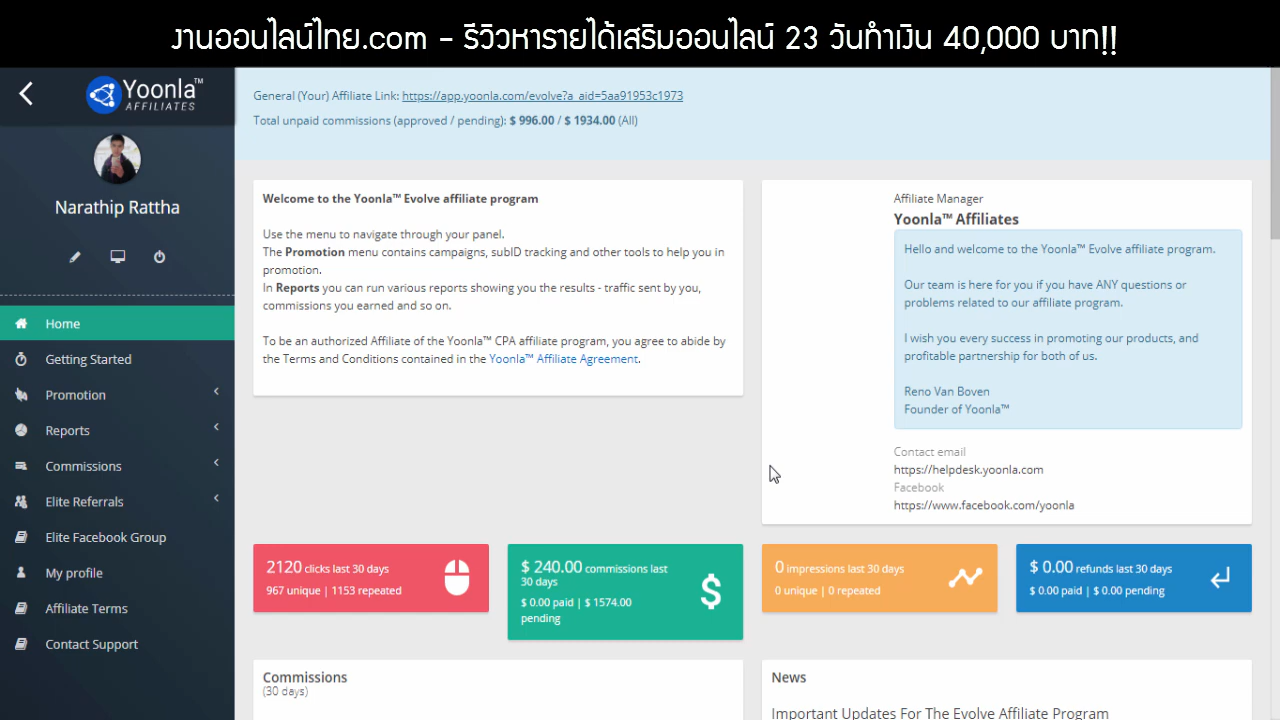 งานออนไลน์ไทย.com - รีวิวหารายได้เสริมออนไลน์ 23 วันทำเงิน 40,000 บาท!!
Yoonla™
AFFILIATES
Narathip Rattha
Home
Getting Started
Promotion
Reports
Commissions
Elite Referrals
Elite Facebook Group
My profile
Affiliate Terms
Contact Support
General (Your) Affiliate Link: https://app.yoonla.com/evolve?a_aid=5aa91953c1973
Total unpaid commissions (approved / pending): $ 996.00 / $ 1934.00 (All)
Welcome to the Yoonla™ Evolve affiliate program
Use the menu to navigate through your panel.
The Promotion menu contains campaigns, subID tracking and other tools to help you in
promotion.
In Reports you can run various reports showing you the results - traffic sent by you,
commissions you earned and so on.
To be an authorized Affiliate of the Yoonla™ CPA affiliate program, you agree to abide by
the Terms and Conditions contained in the Yoonla™ Affiliate Agreement.
Affiliate Manager
Yoonla™ Affiliates
Hello and welcome to the Yoonla™ Evolve affiliate program.
Our team is here for you if you have ANY questions or
problems related to our affiliate program.
I wish you every success in promoting our products, and
profitable partnership for both of us.
Reno Van Boven
Founder of Yoonla™
Contact email
https://helpdesk.yoonla.com
Facebook
https://www.facebook.com/yoonla
2120 clicks last 30 days
967 unique | 1153 repeated
$ 240.00 commissions last
30 days
$ 0.00 paid | $ 1574.00
pending
0 impressions last 30 days
0 unique | 0 repeated
$ 0.00 refunds last 30 days
$ 0.00 paid | $ 0.00 pending
Commissions
(30 days)
News
Important Updates For The Evolve Affiliate Program